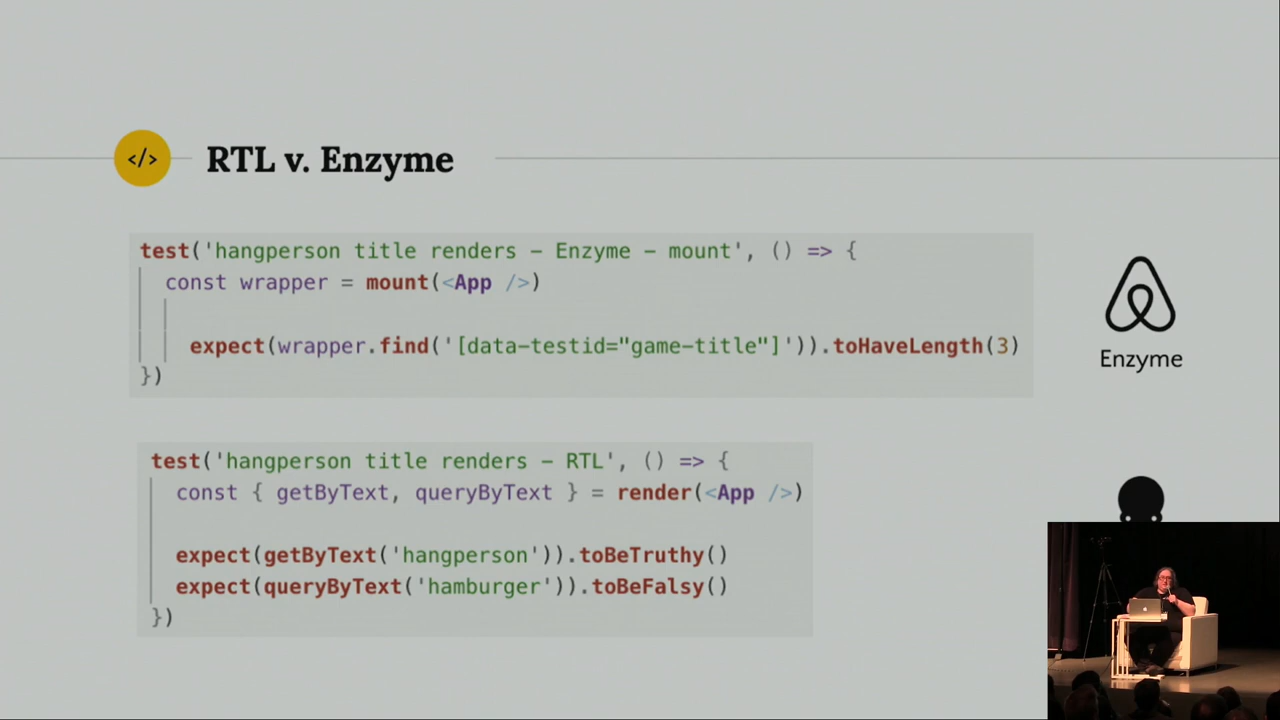 </>
RTL v. Enzyme
test('hangperson title renders – Enzyme – mount', () => {
const wrapper = mount(<App />)
expect(wrapper.find('[data-testid="game-title"]')).toHaveLength(3)
})
Enzyme
test('hangperson title renders – RTL', () => {
const { getByText, queryByText } = render(<App />)
expect(getByText('hangperson')).toBeTruthy()
expect(queryByText('hamburger')).toBeFalsy()
})